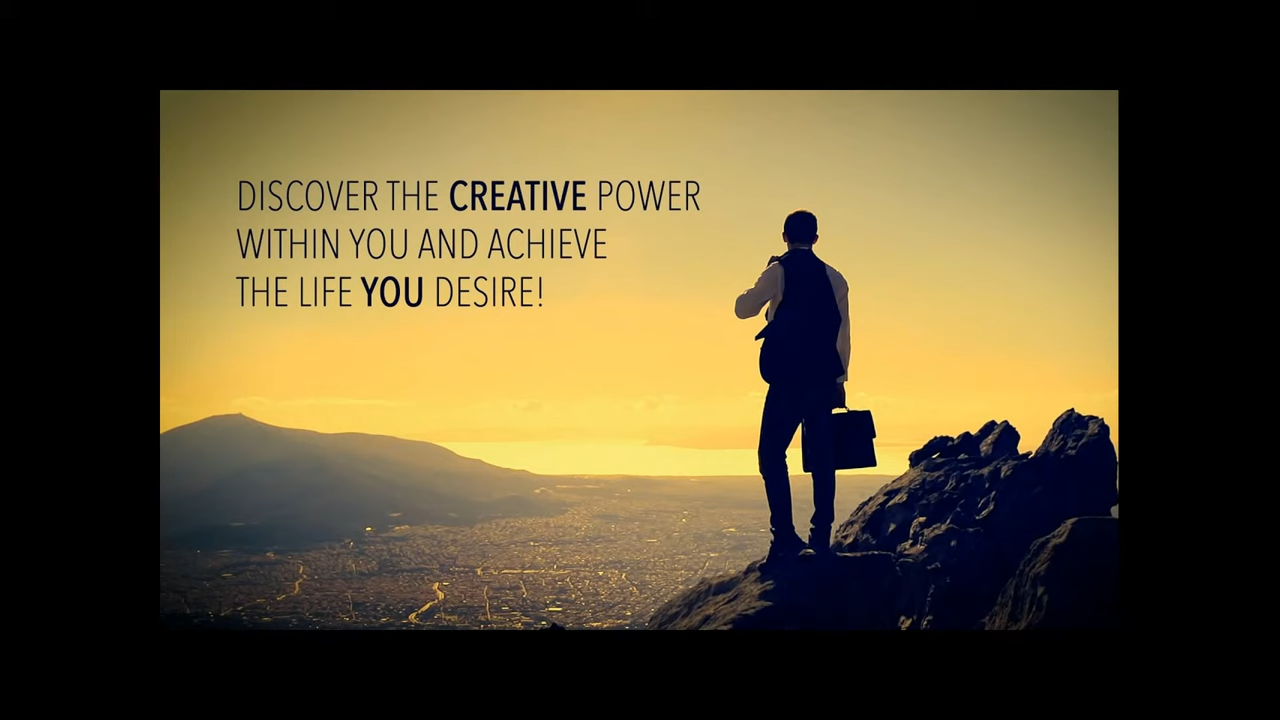 DISCOVER THE CREATIVE POWER
WITHIN YOU AND ACHIEVE
THE LIFE YOU DESIRE!